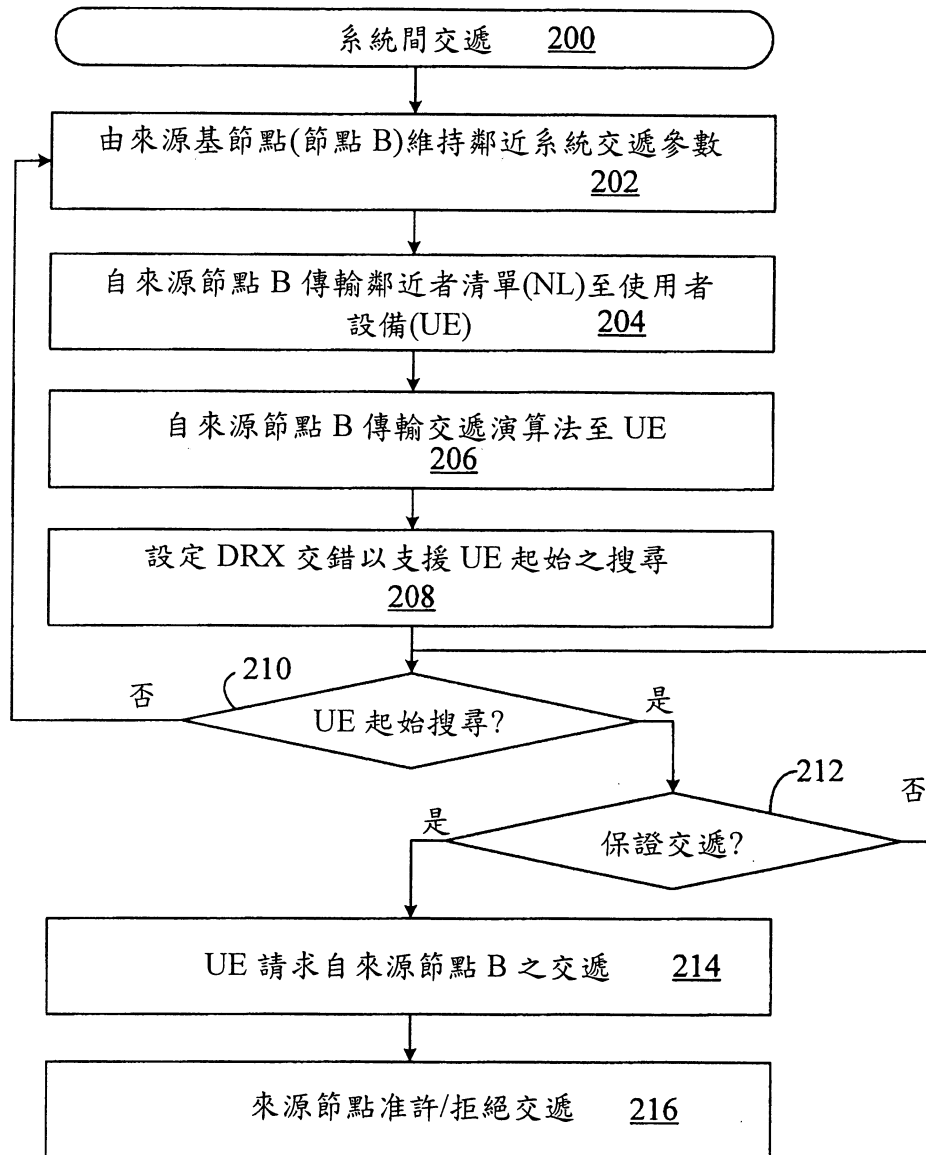 系統間交遞 200
由來源基節點(節點 B)維持鄰近系統交遞參數
202
自來源節點 B 傳輸鄰近者清單(NL)至使用者
設備(UE) 204
自來源節點 B 傳輸交遞演算法至 UE
206
設定 DRX 交錯以支援 UE 起始之搜尋
208
210
否
UE 起始搜尋?
是
212
否
是
保證交遞?
UE 請求自來源節點 B 之交遞 214
來源節點准許/拒絕交遞 216